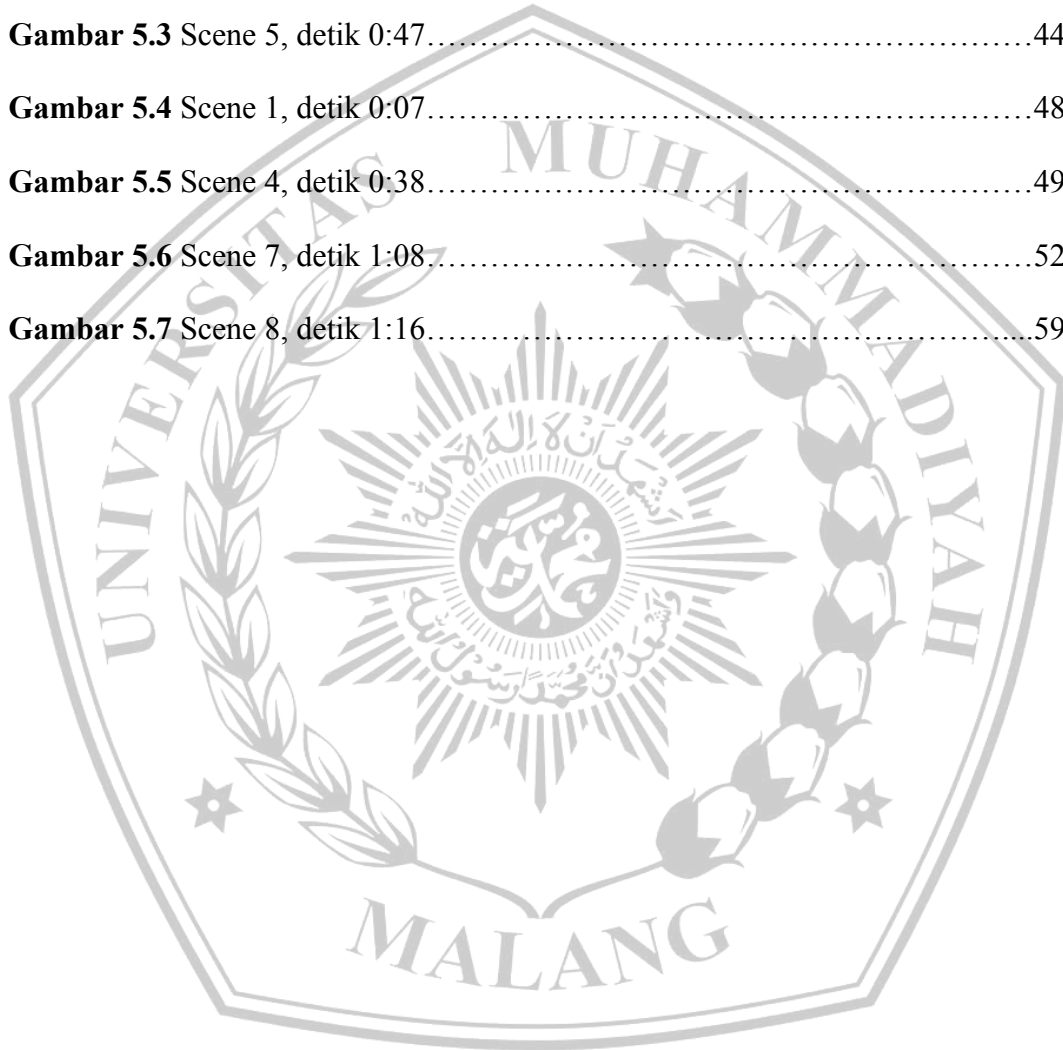 Gambar 5.3 Scene 5, detik 0:47……………………………………………………44
Gambar 5.4 Scene 1, detik 0:07……………………………………………………48
Gambar 5.5 Scene 4, detik 0:38……………………………………………………49
Gambar 5.6 Scene 7, detik 1:08……………………………………………………52
Gambar 5.7 Scene 8, detik 1:16…………………………………………………....59
UNIVERSITAS MUHAMMADIYAH
MALANG